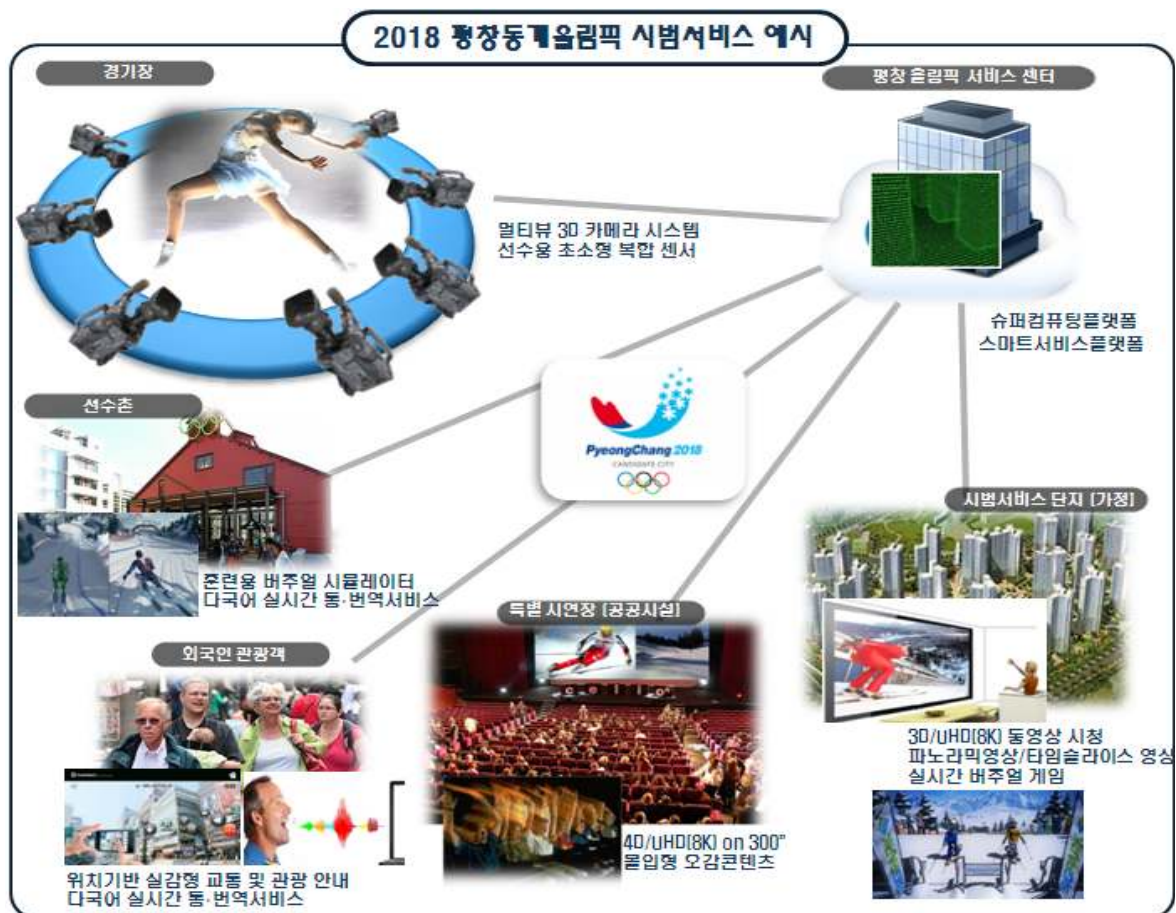 2018 평창동계올림픽 시범서비스 예시
경기장
평창 올림픽 서비스 센터
멀티뷰 3D 카메라 시스템
선수용 초소형 복합 센서
슈퍼컴퓨팅플랫폼
스마트서비스플랫폼
선수촌
PyeongChang 2018
CANDIDATE CITY
시범서비스 단지 (가정)
훈련용 버추얼 시뮬레이터
다국어 실시간 통·번역서비스
특별 시연장 (공공시설)
외국인 관광객
3D/UHD(8K) 동영상 시청
파노라믹영상/타임슬라이스 영상
실시간 버추얼 게임
4D/UHD(8K) on 300"
몰입형 오감콘텐츠
위치기반 실감형 교통 및 관광 안내
다국어 실시간 통·번역서비스